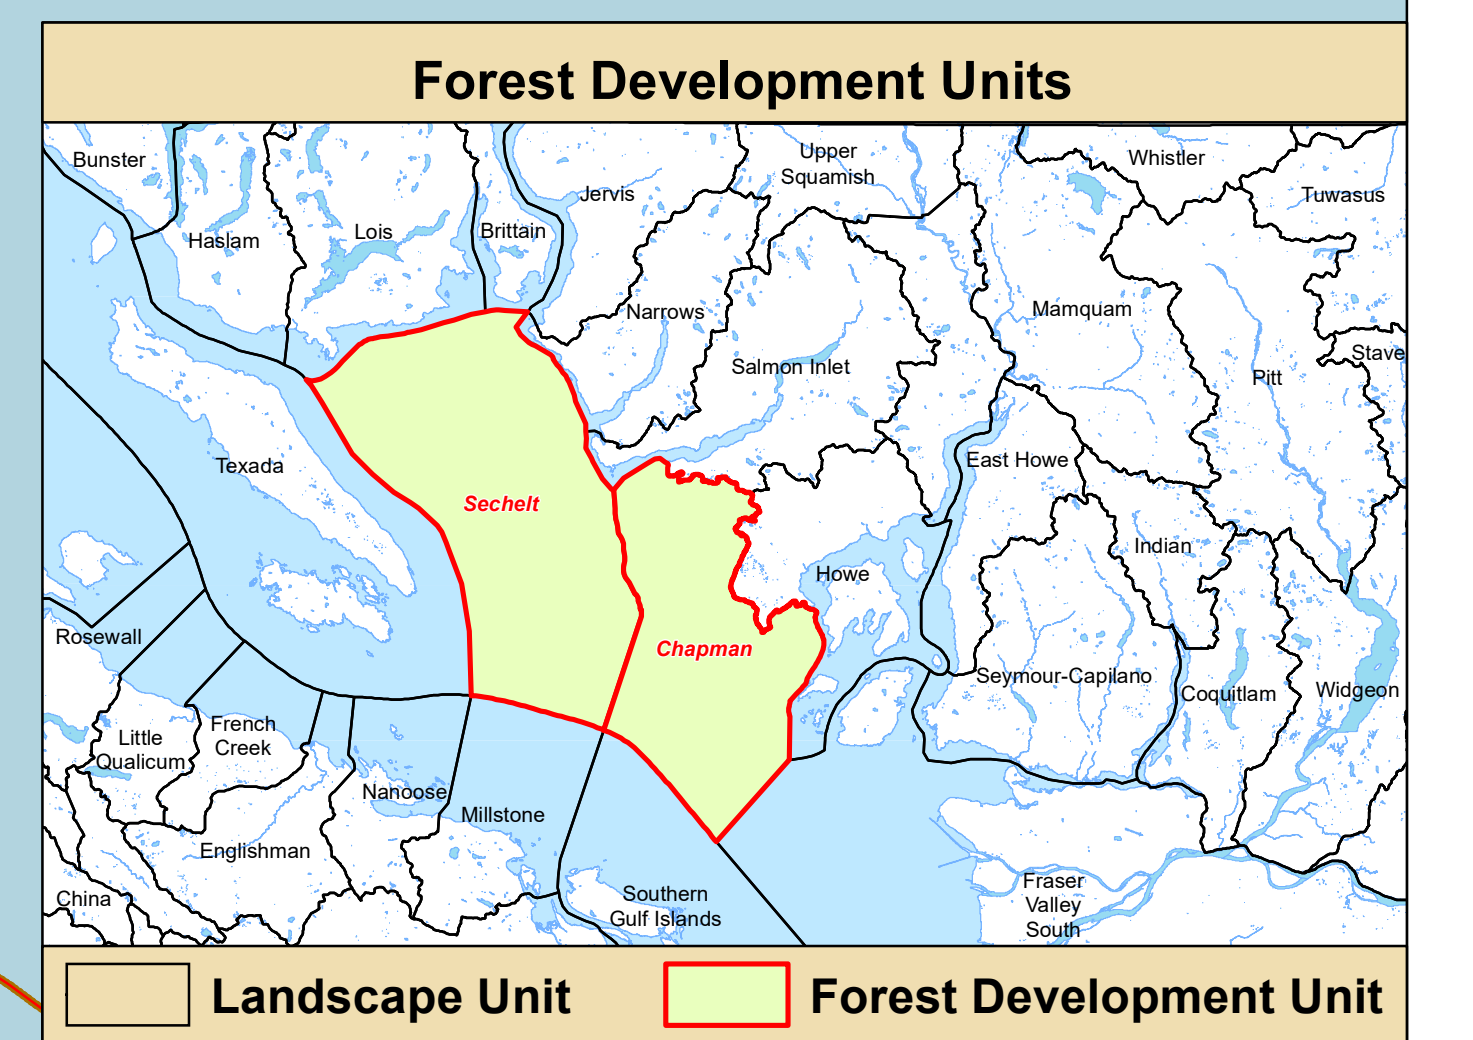 Forest Development Units
Bunster
Upper
Squamish
Whistler
Jervis
Tuwasus
Haslam
Lois
Brittain
Narrows
Mamquam
Salmon Inlet
Stave
Pitt
Texada
East Howe
Sechelt
Indian
Howe
Rosewall
Chapman
Seymour-Capilano
Coquitlam
Widgeon
Little
Qualicum
French
Creek
Nanoose
Millstone
Englishman
China
Southern
Gulf Islands
Fraser
Valley
South
Landscape Unit
Forest Development Unit